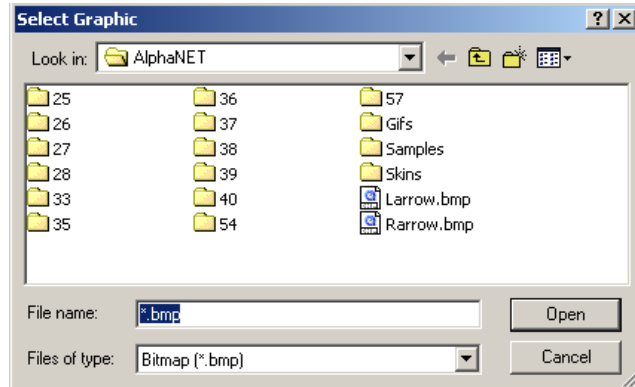 Select Graphic
Look in: AlphaNET
25 36 57
26 37 Gifs
27 38 Samples
28 39 Skins
33 40 Larrow.bmp
35 54 Rarrow.bmp
File name: *.bmp Open
Files of type: Bitmap (*.bmp) Cancel